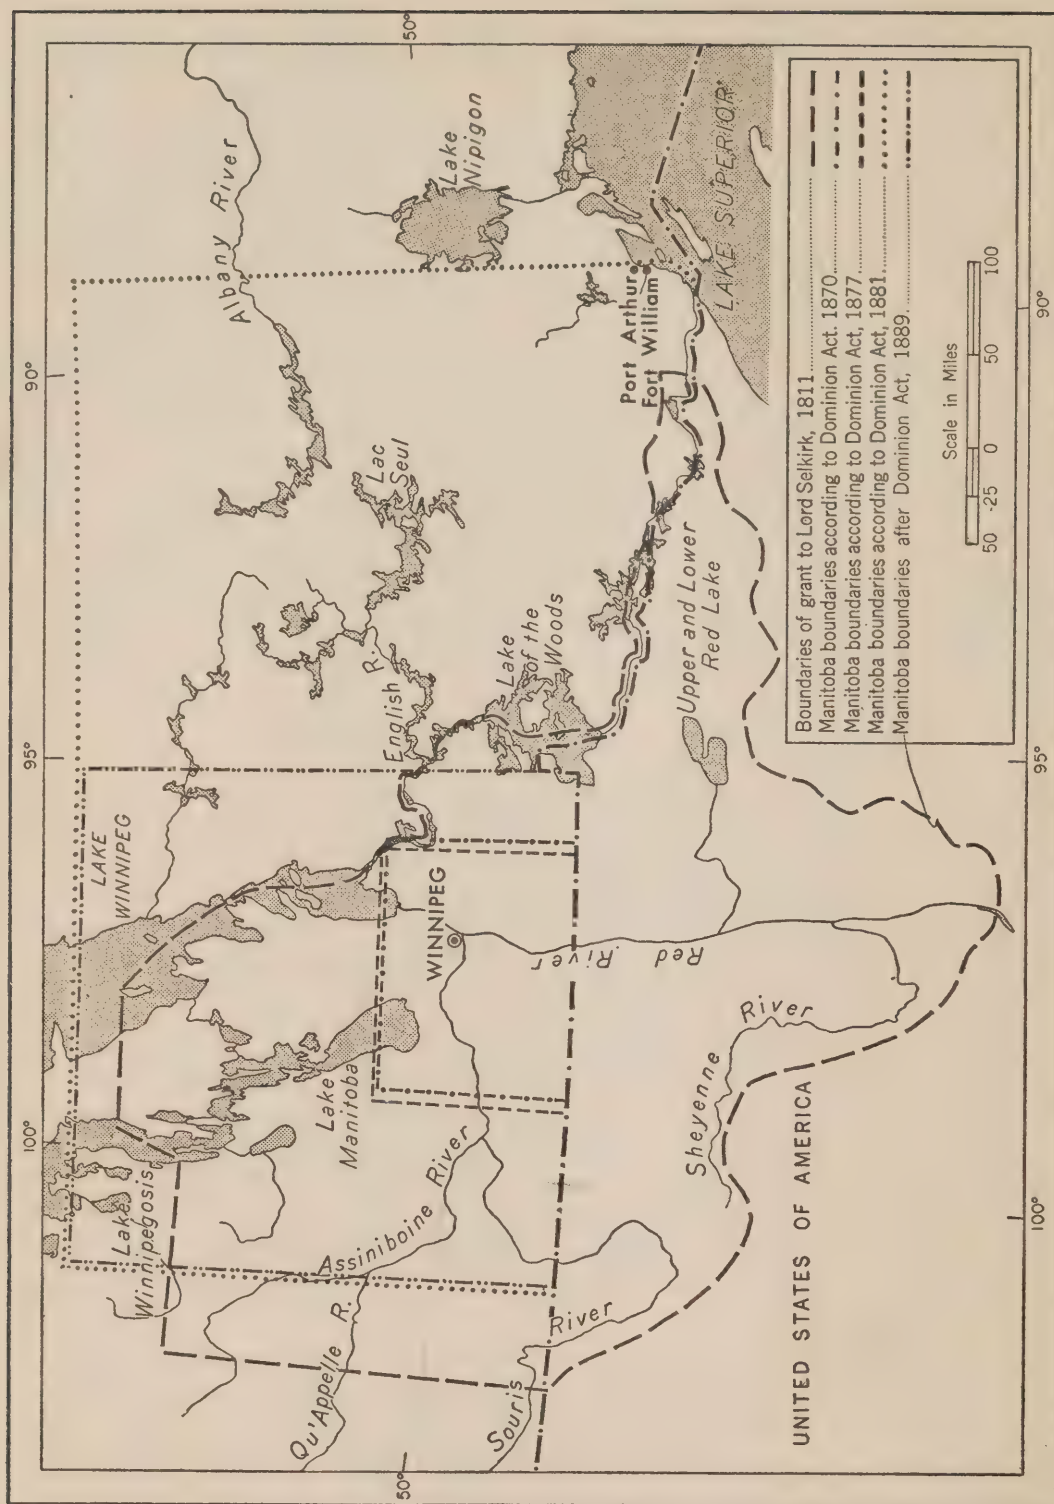 95°
90°
100°
50°
50°
Albany River
Lake
Nipigon
LAKE
WINNIPEG
Lac
Seul
English R.
Lake
Winnipegosis
Lake
Manitoba
WINNIPEG
Lake
of the
Woods
Port Arthur
Fort William
LAKE SUPERIOR
Assiniboine River
Qu'Appelle R.
Souris River
Red River
Upper and Lower
Red Lake
Sheyenne River
UNITED STATES OF AMERICA
Boundaries of grant to Lord Selkirk, 1811
Manitoba boundaries according to Dominion Act. 1870
Manitoba boundaries according to Dominion Act, 1877
Manitoba boundaries according to Dominion Act, 1881
Manitoba boundaries after Dominion Act, 1889.
Scale in Miles
50 -25 0 50 100
100°
95°
90°